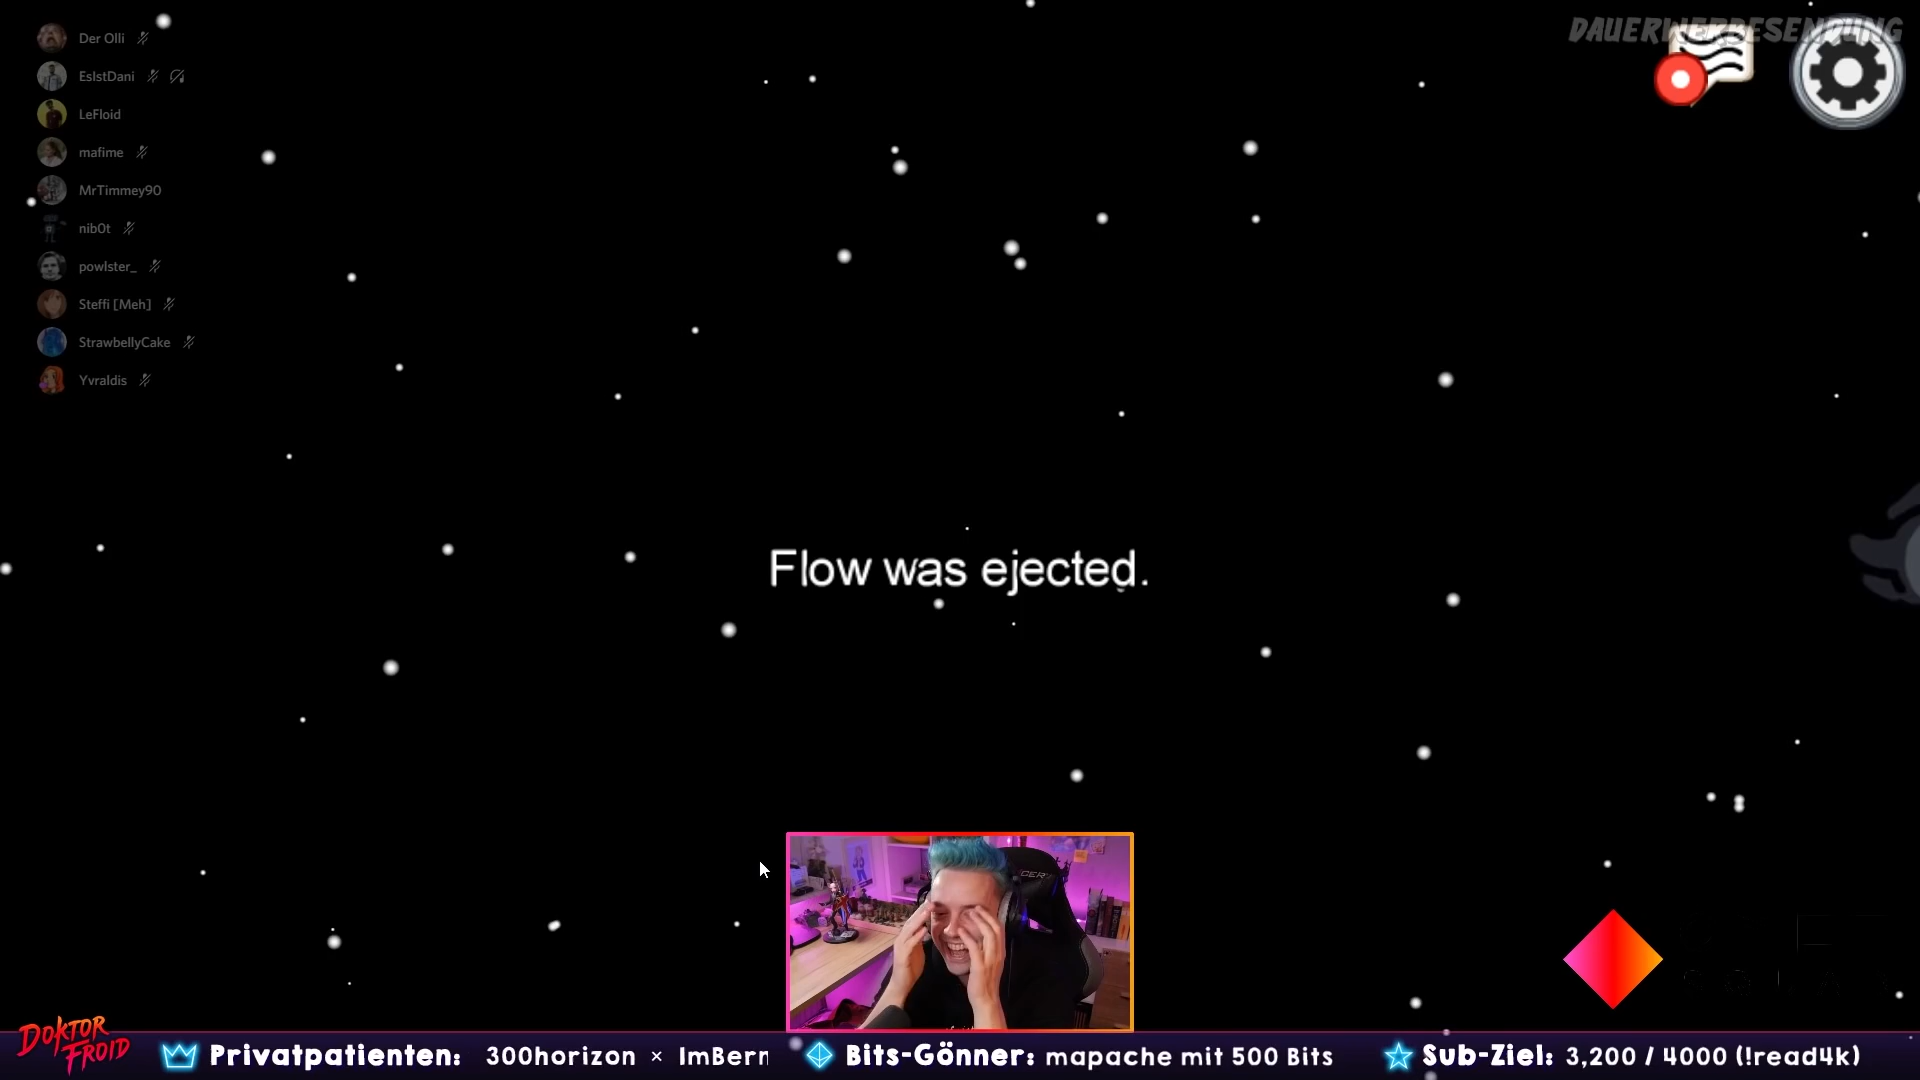 DAUERWERBESENDUNG
Der Olli
EsIstDani
LeFloid
mafime
MrTimmey90
nib0t
powlster_
Steffi [Meh]
StrawbellyCake
Yvraldis
Flow was ejected.
DOKTOR FROID
Privatpatienten: 300horizon × ImBern
Bits-Gönner: mapache mit 500 Bits
Sub-Ziel: 3,200 / 4000 (!read4k)